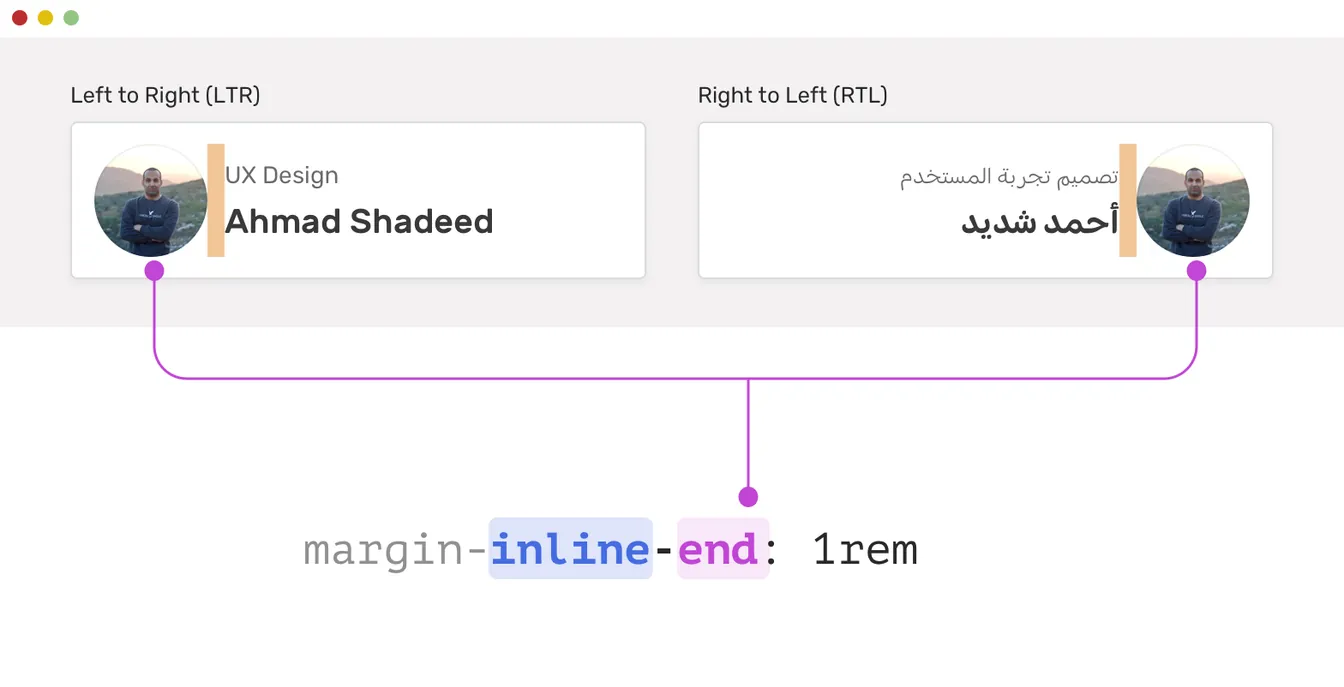 Left to Right (LTR)
UX Design
Ahmad Shadeed
Right to Left (RTL)
تصميم تجربة المستخدم
أحمد شديد
margin-inline-end: 1rem